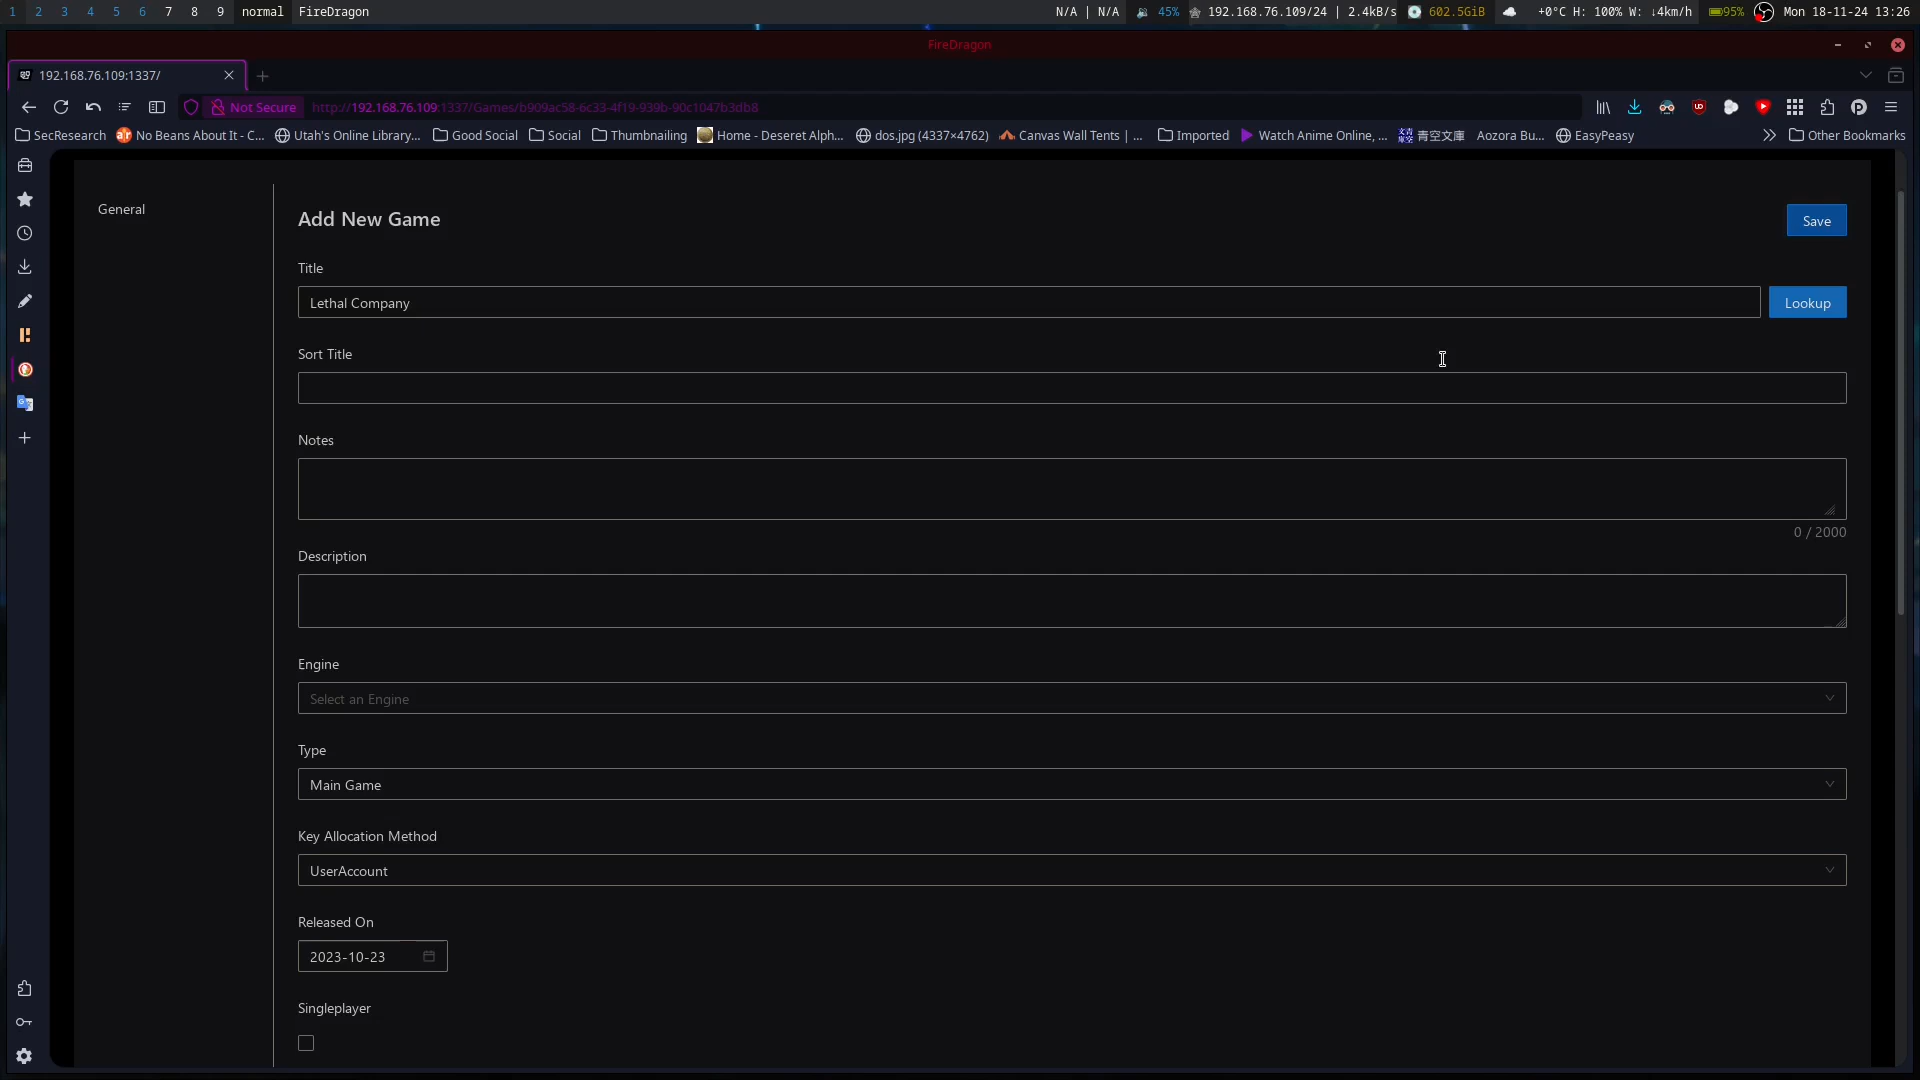 1 2 3 4 5 6 7 8 9 normal FireDragon N/A | N/A 45% 192.168.76.109/24 | 2.4kB/s 602.5GiB +0°C H: 100% W: ↓4km/h 95% Mon 18-11-24 13:26
FireDragon
192.168.76.109:1337/
Not Secure http://192.168.76.109:1337/Games/b909ac58-6c33-4f19-939b-90c1047b3db8
SecResearch No Beans About It - C... Utah's Online Library... Good Social Social Thumbnailing Home - Deseret Alph... dos.jpg (4337×4762) Canvas Wall Tents | ... Imported Watch Anime Online, ... 青空文庫 Aozora Bu... EasyPeasy Other Bookmarks
General
Add New Game
Save
Title
Lethal Company
Lookup
Sort Title
Notes
0 / 2000
Description
Engine
Select an Engine
Type
Main Game
Key Allocation Method
UserAccount
Released On
2023-10-23
Singleplayer